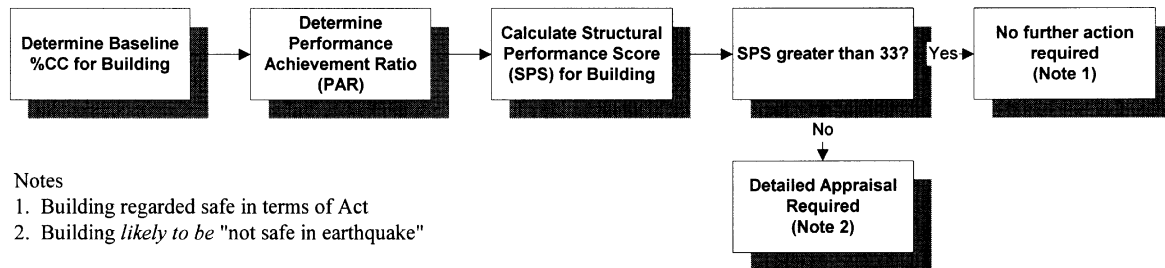 Determine Baseline
%CC for Building
Determine
Performance
Achievement Ratio
(PAR)
Calculate Structural
Performance Score
(SPS) for Building
SPS greater than 33?
Yes
No further action
required
(Note 1)
No
Detailed Appraisal
Required
(Note 2)
Notes
1. Building regarded safe in terms of Act
2. Building likely to be "not safe in earthquake"